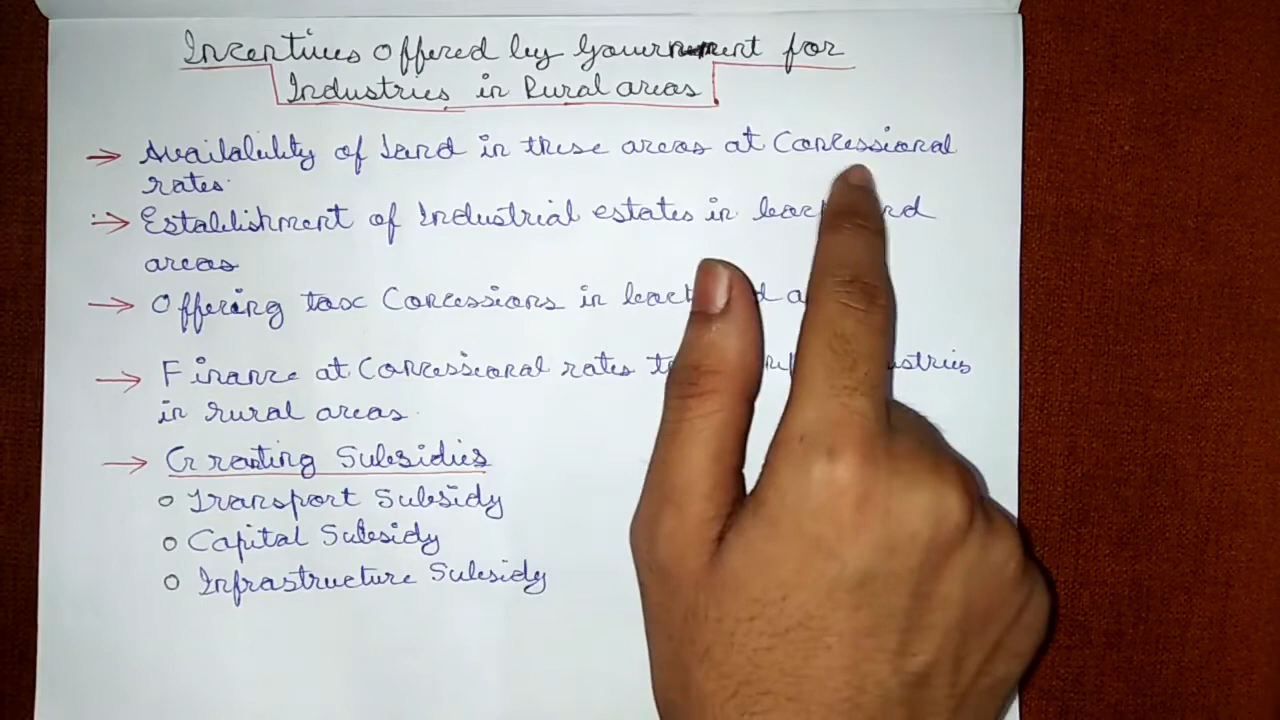 Incentives Offered by Government for
Industries in Rural areas
→ Availability of Land in these areas at Concessional
rates.
→ Establishment of Industrial estates in
areas
→ Offering tax Concessions in
→ Finance at Concessional rates
in rural areas.
→ Granting Subsidies
o Transport Subsidy
o Capital Subsidy
o Infrastructure Subsidy